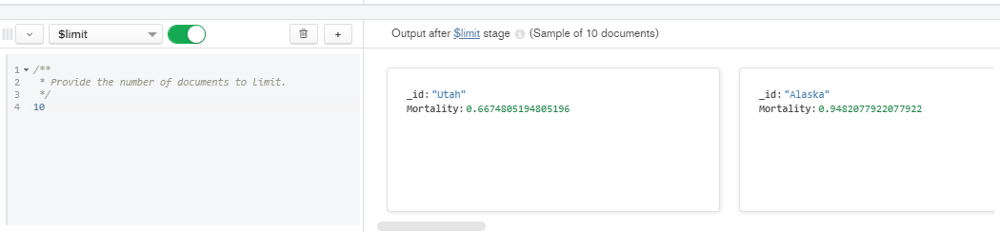 $limit
Output after $limit stage (Sample of 10 documents)
1 /**
2 * Provide the number of documents to limit.
3 */
4 10
_id: "Utah"
Mortality: 0.6674805194805196
_id: "Alaska"
Mortality: 0.9482077922077922